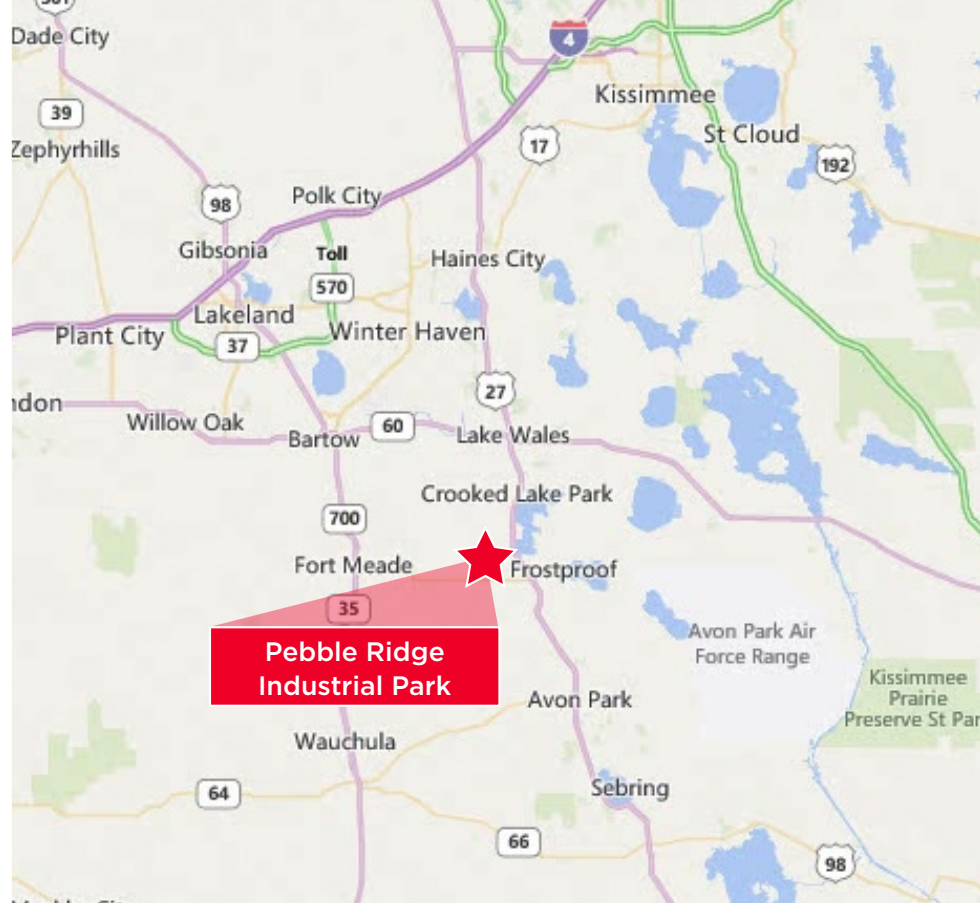 Dade City
4
39
Kissimmee
Zephyrhills
17
St Cloud
192
98
Polk City
Gibsonia
Toll
570
Haines City
Lakeland
Plant City
37
Winter Haven
27
ndon
Willow Oak
Bartow
60
Lake Wales
Crooked Lake Park
700
Fort Meade
Frostproof
35
Pebble Ridge
Industrial Park
Avon Park Air
Force Range
Kissimmee
Prairie
Preserve St Par
Avon Park
Wauchula
64
Sebring
66
98